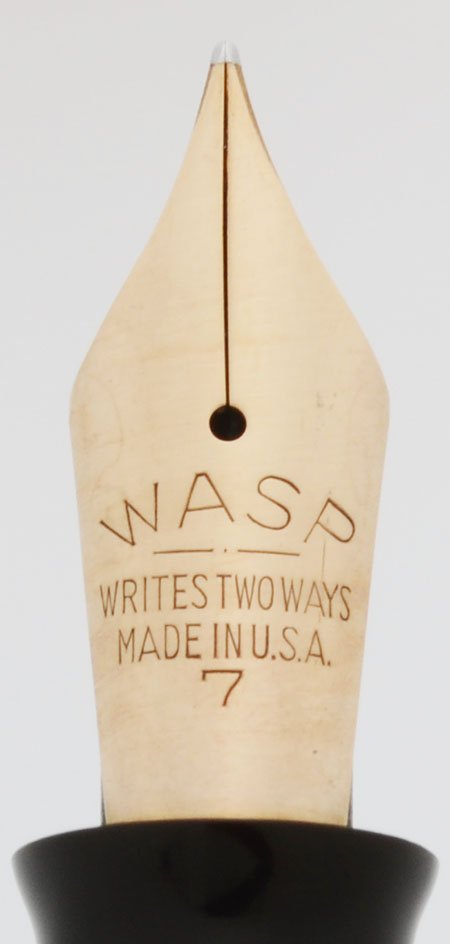 WASP
WRITES TWO WAYS
MADE IN U.S.A.
7